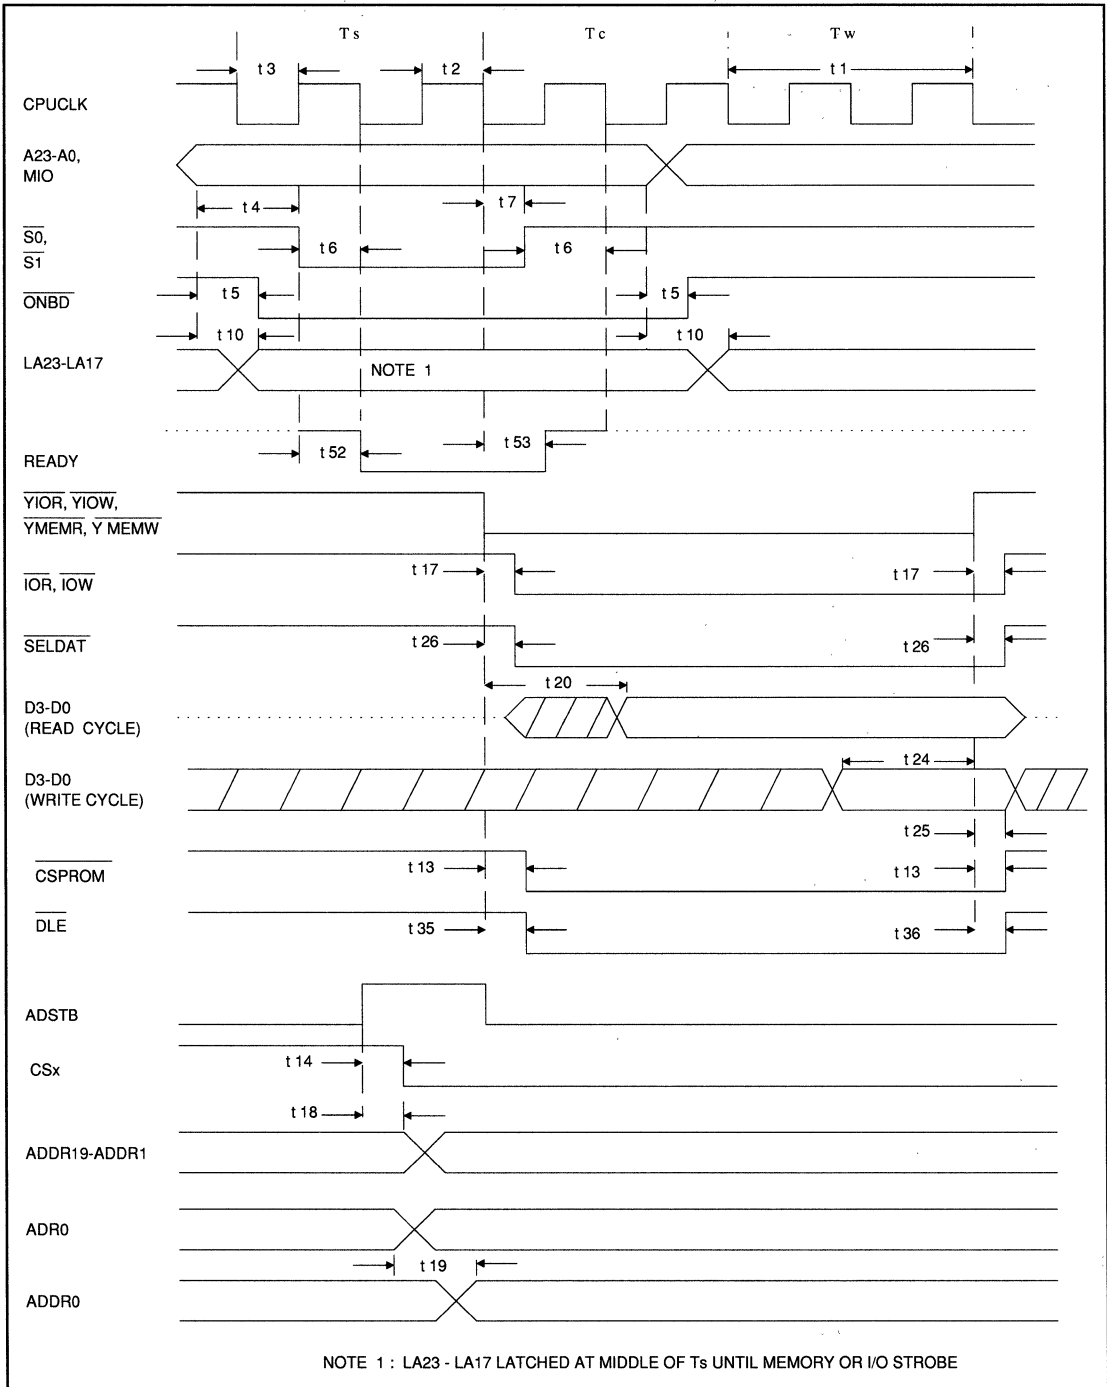 Ts Tc Tw
t3 t2 t1
CPUCLK
A23-A0,
MIO
t4 t7
S0,
S1
t6 t6
ONBD
t5 t5
t10 t10
LA23-LA17
NOTE 1
READY
t52 t53
YIOR, YIOW,
YMEMR, Y MEMW
IOR, IOW
t17 t17
SELDAT
t26 t26
t20
D3-D0
(READ CYCLE)
t24
D3-D0
(WRITE CYCLE)
t25
CSPROM
t13 t13
DLE
t35 t36
ADSTB
CSx
t14
t18
ADDR19-ADDR1
ADR0
t19
ADDR0
NOTE 1 : LA23 - LA17 LATCHED AT MIDDLE OF Ts UNTIL MEMORY OR I/O STROBE